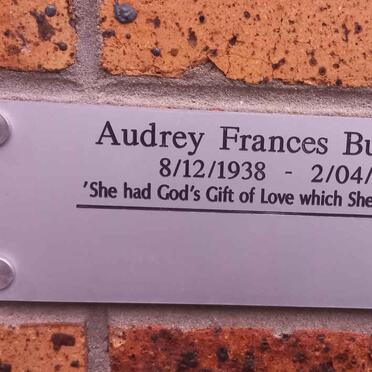 Audrey Frances Bu
8/12/1938 - 2/04/
'She had God's Gift of Love which She